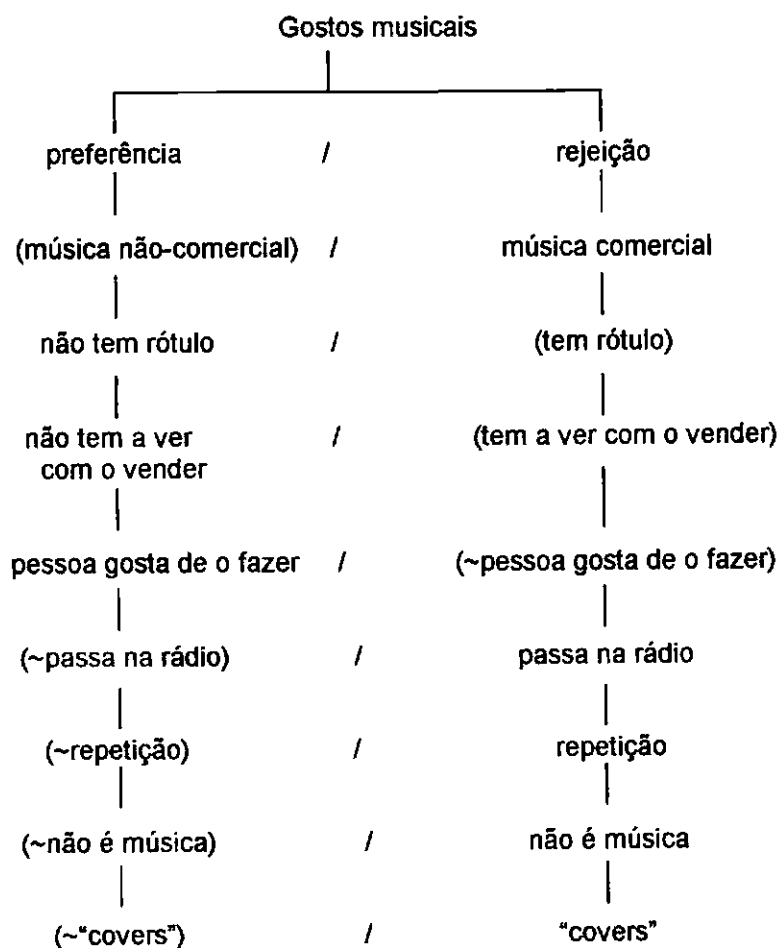 Gostos musicais
preferência / rejeição
(música não-comercial) / música comercial
não tem rótulo / (tem rótulo)
não tem a ver / (tem a ver com o vender)
com o vender
pessoa gosta de o fazer / (~pessoa gosta de o fazer)
(~passa na rádio) / passa na rádio
(~repetição) / repetição
(~não é música) / não é música
(~"covers") / "covers"